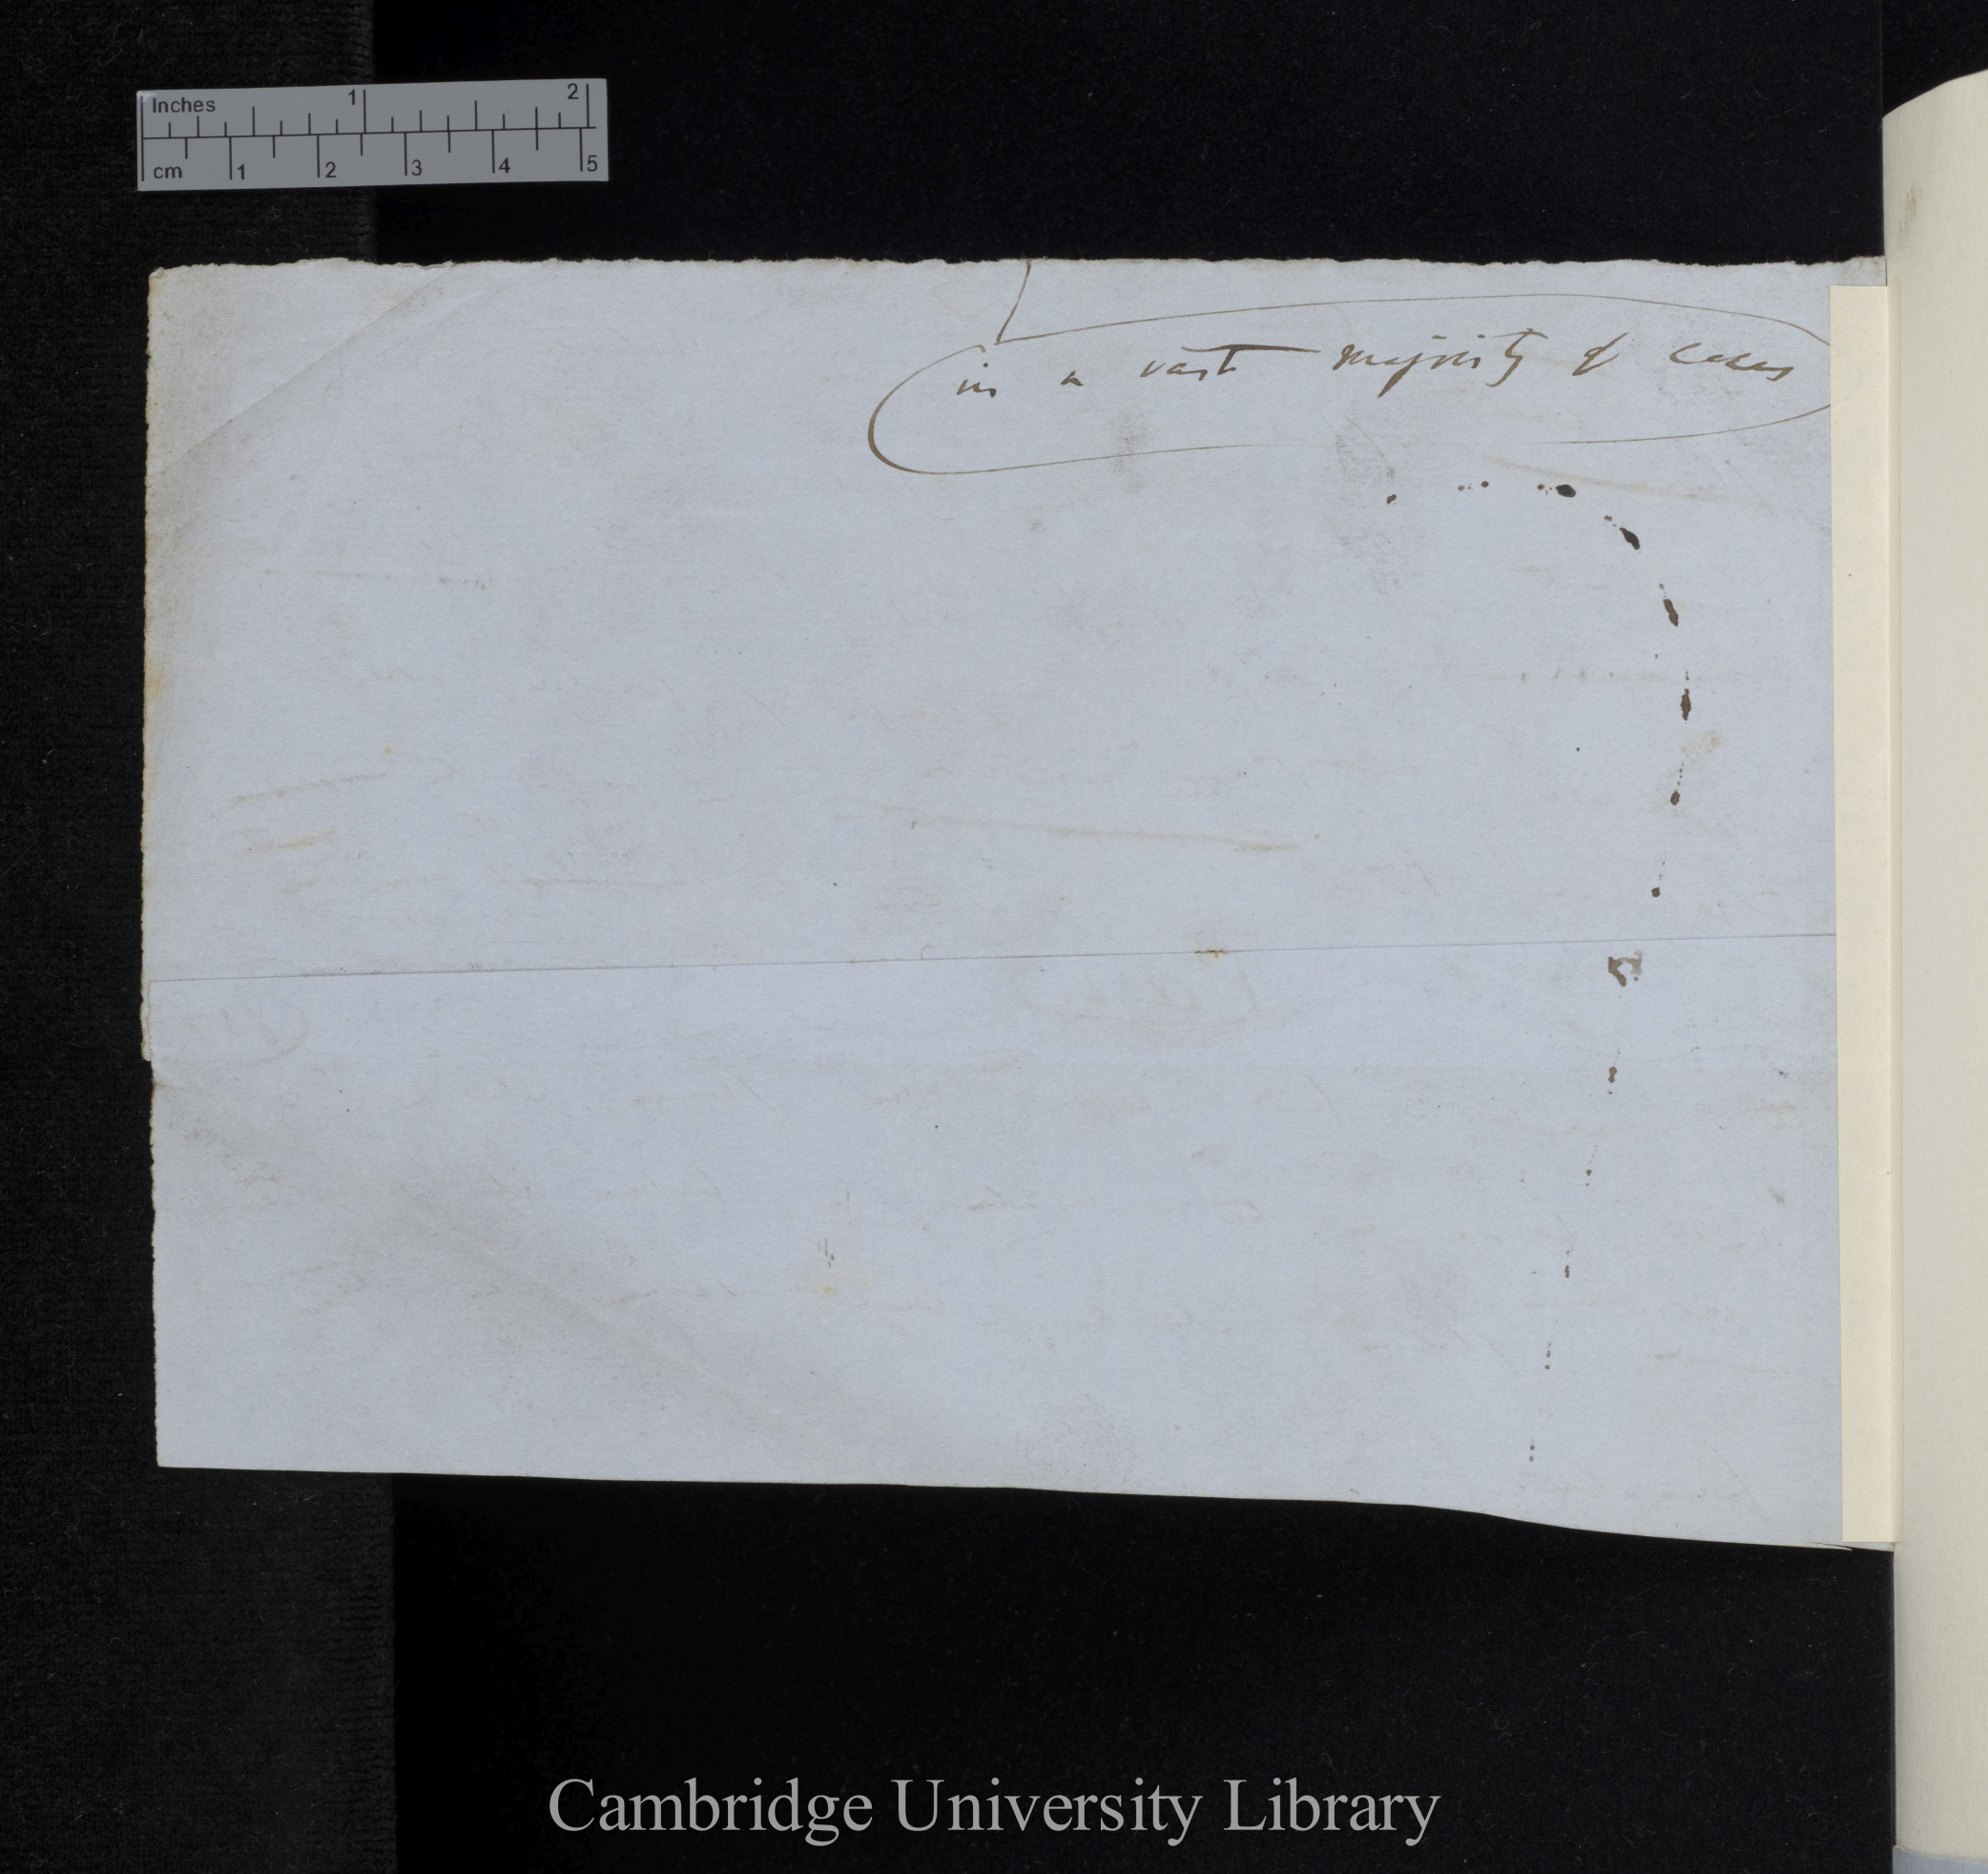 Inches 1 2
cm 1 2 3 4 5
in a vast majority of cases
Cambridge University Library